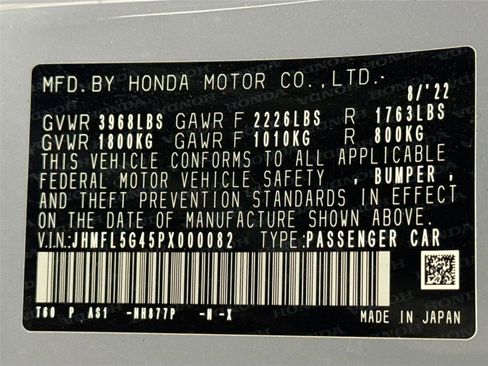 MFD.BY HONDA MOTOR CO.,LTD. 8/'22
GVWR 3968LBS GAWR F 2226LBS R 1763LBS
GVWR 1800KG GAWR F 1010KG R 800KG
THIS VEHICLE CONFORMS TO ALL APPLICABLE
FEDERAL MOTOR VEHICLE SAFETY , BUMPER ,
AND THEFT PREVENTION STANDARDS IN EFFECT
ON THE DATE OF MANUFACTURE SHOWN ABOVE.
V.I.N:JHMFL5G45PX000082 TYPE:PASSENGER CAR
T60 P AS1 -NH877P -N -X
MADE IN JAPAN